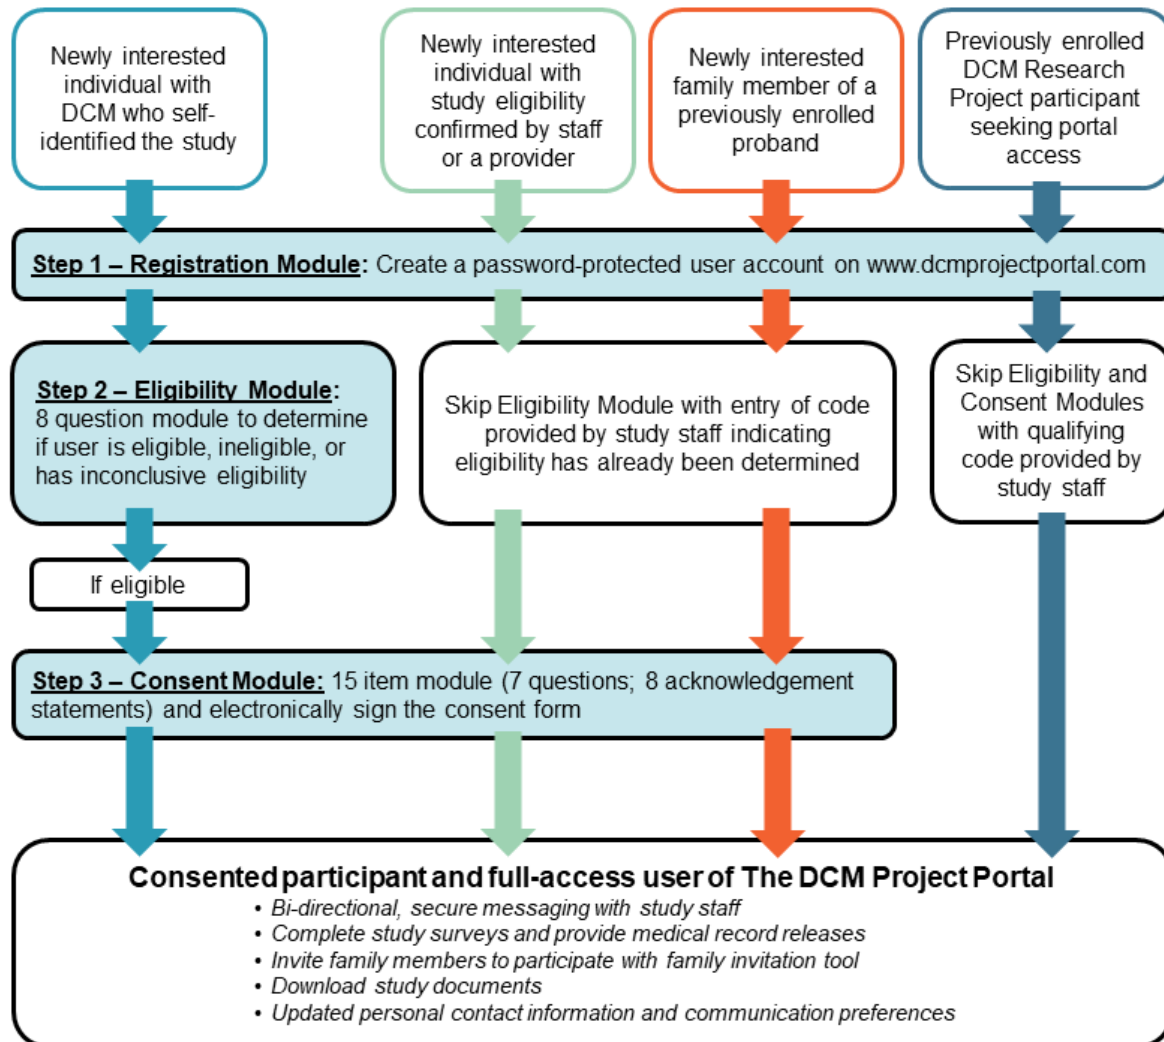 Newly interested
individual with
DCM who self-
identified the study
Newly interested
individual with
study eligibility
confirmed by staff
or a provider
Newly interested
family member of a
previously enrolled
proband
Previously enrolled
DCM Research
Project participant
seeking portal
access
Step 1 – Registration Module: Create a password-protected user account on www.dcmprojectportal.com
Step 2 – Eligibility Module:
8 question module to determine
if user is eligible, ineligible, or
has inconclusive eligibility
Skip Eligibility Module with entry of code
provided by study staff indicating
eligibility has already been determined
Skip Eligibility and
Consent Modules
with qualifying
code provided by
study staff
If eligible
Step 3 – Consent Module: 15 item module (7 questions; 8 acknowledgement
statements) and electronically sign the consent form
Consented participant and full-access user of The DCM Project Portal
• Bi-directional, secure messaging with study staff
• Complete study surveys and provide medical record releases
• Invite family members to participate with family invitation tool
• Download study documents
• Updated personal contact information and communication preferences